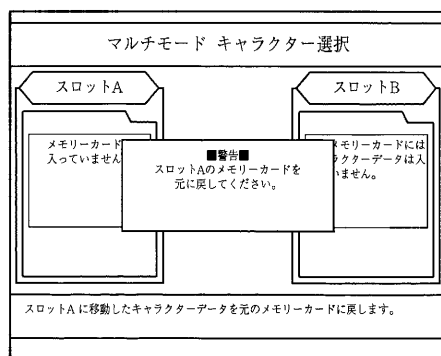 マルチモード キャラクター選択
スロットA
スロットB
メモリーカード
入っていません
■警告■
スロットAのメモリーカードを
元に戻してください。
メモリーカードには
ラクターデータは入
いません。
スロットAに移動したキャラクターデータを元のメモリーカードに戻します。